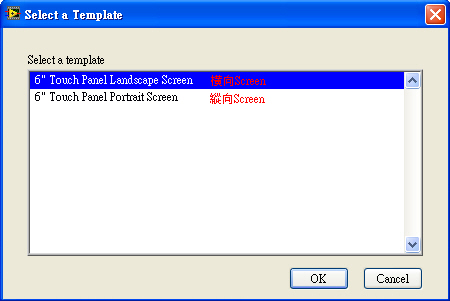 Select a Template
Select a template
6" Touch Panel Landscape Screen 橫向Screen
6" Touch Panel Portrait Screen 縱向Screen
OK Cancel